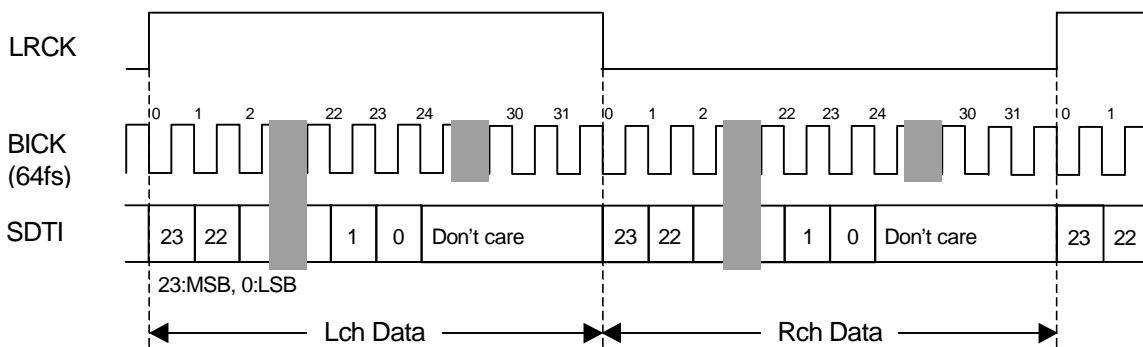 LRCK
0 1 2 22 23 24 30 31 0 1 2 22 23 24 30 31 0 1
BICK
(64fs)
SDTI 23 22 1 0 Don't care 23 22 1 0 Don't care 23 22
23:MSB, 0:LSB
Lch Data Rch Data